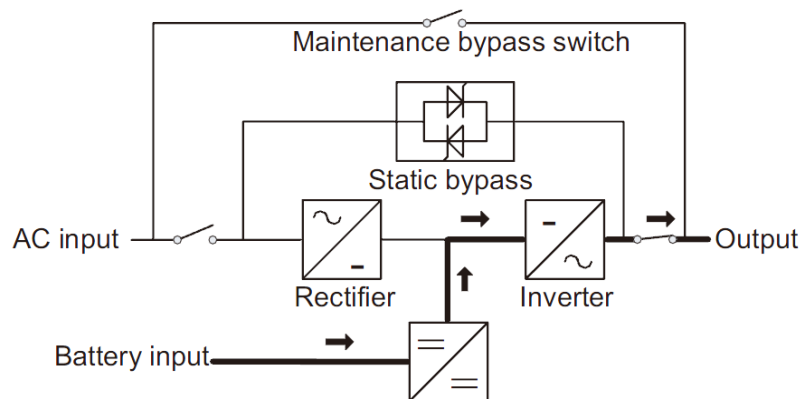 Maintenance bypass switch
Static bypass
AC input
Output
Rectifier
Inverter
Battery input